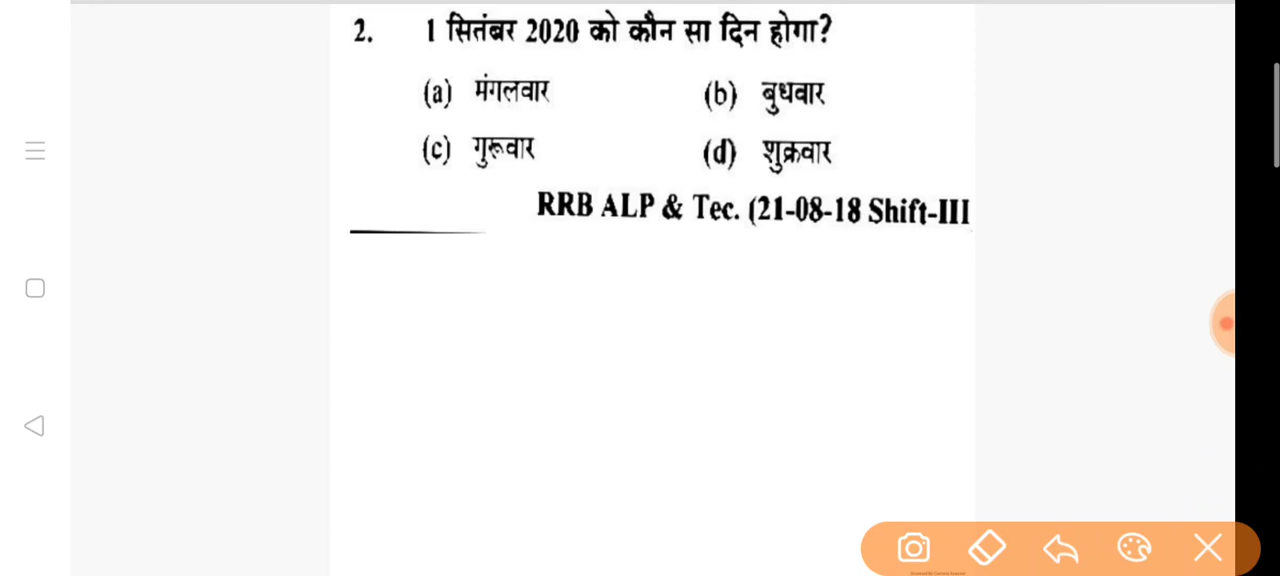 2. 1 सितंबर 2020 को कौन सा दिन होगा?
(a) मंगलवार (b) बुधवार
(c) गुरूवार (d) शुक्रवार
RRB ALP & Tec. (21-08-18 Shift-III